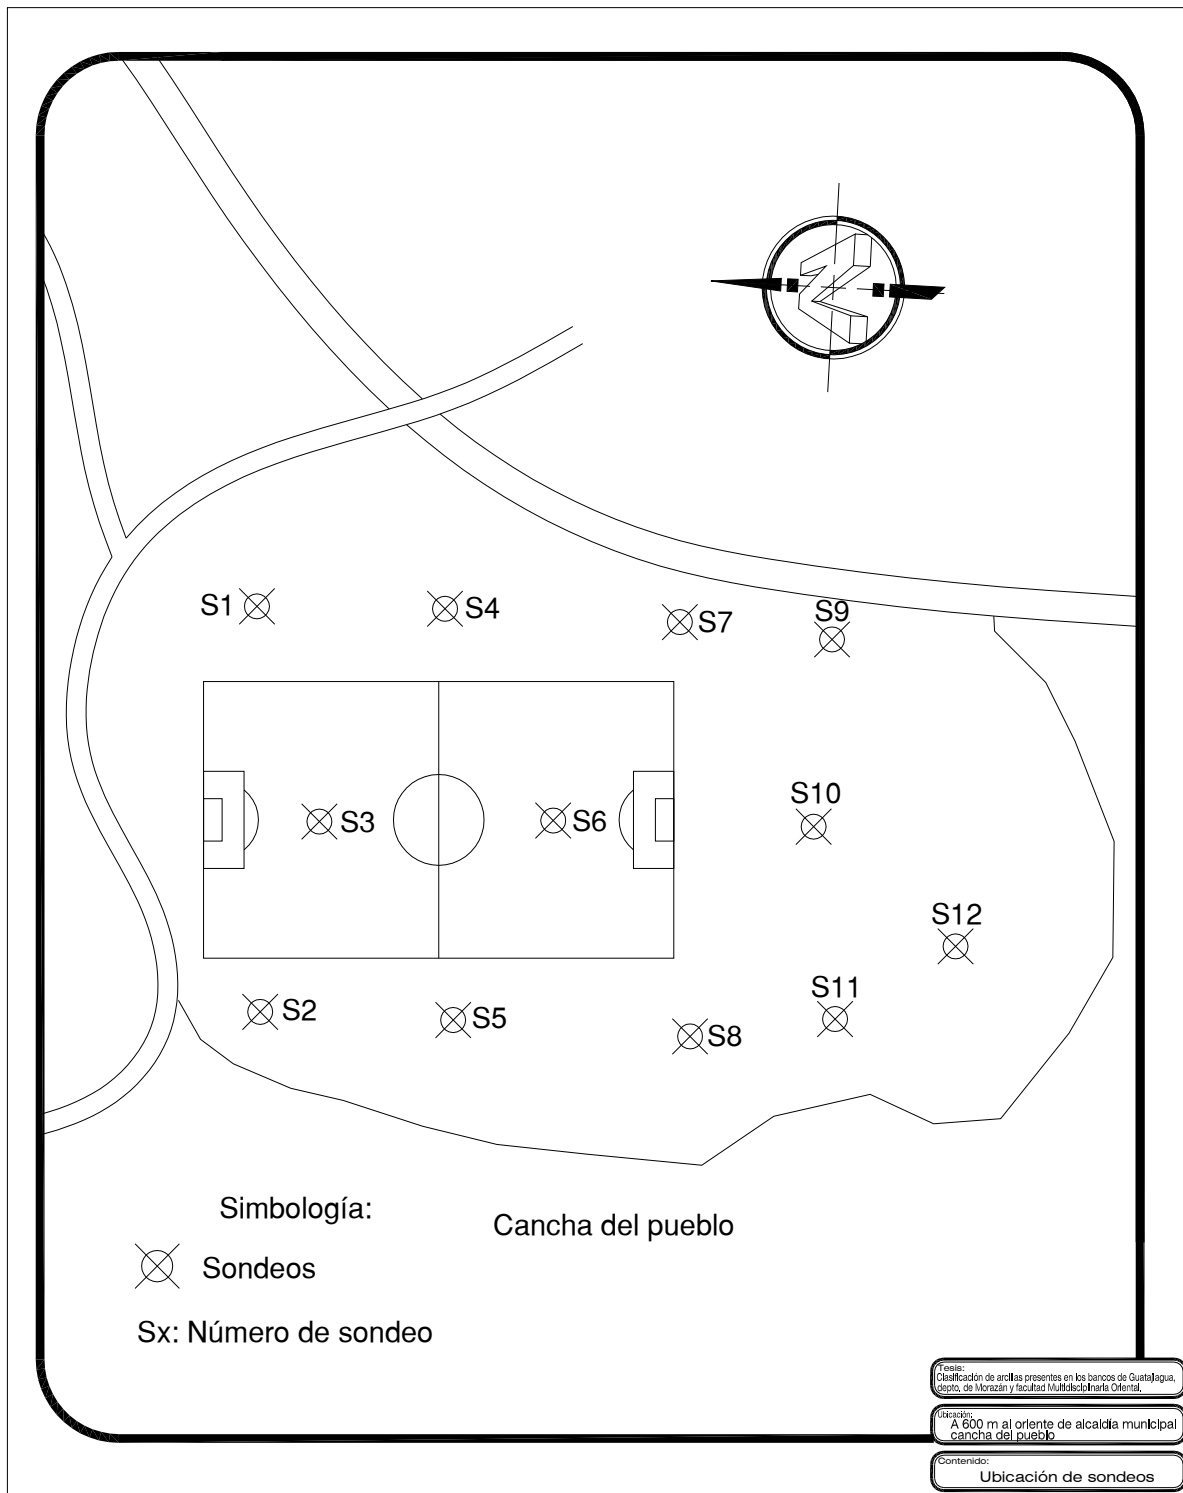 N
S1
S4
S7
S9
S3
S6
S10
S12
S2
S5
S8
S11
Simbología:
Cancha del pueblo
Sondeos
Sx: Número de sondeo
Tesis:
Clasificación de arcillas presentes en los bancos de Guatajiagua,
depto, de Morazán y facultad Multidisciplinaria Oriental.
Ubicación:
A 600 m al oriente de alcaldía municipal
cancha del pueblo
Contenido:
Ubicación de sondeos